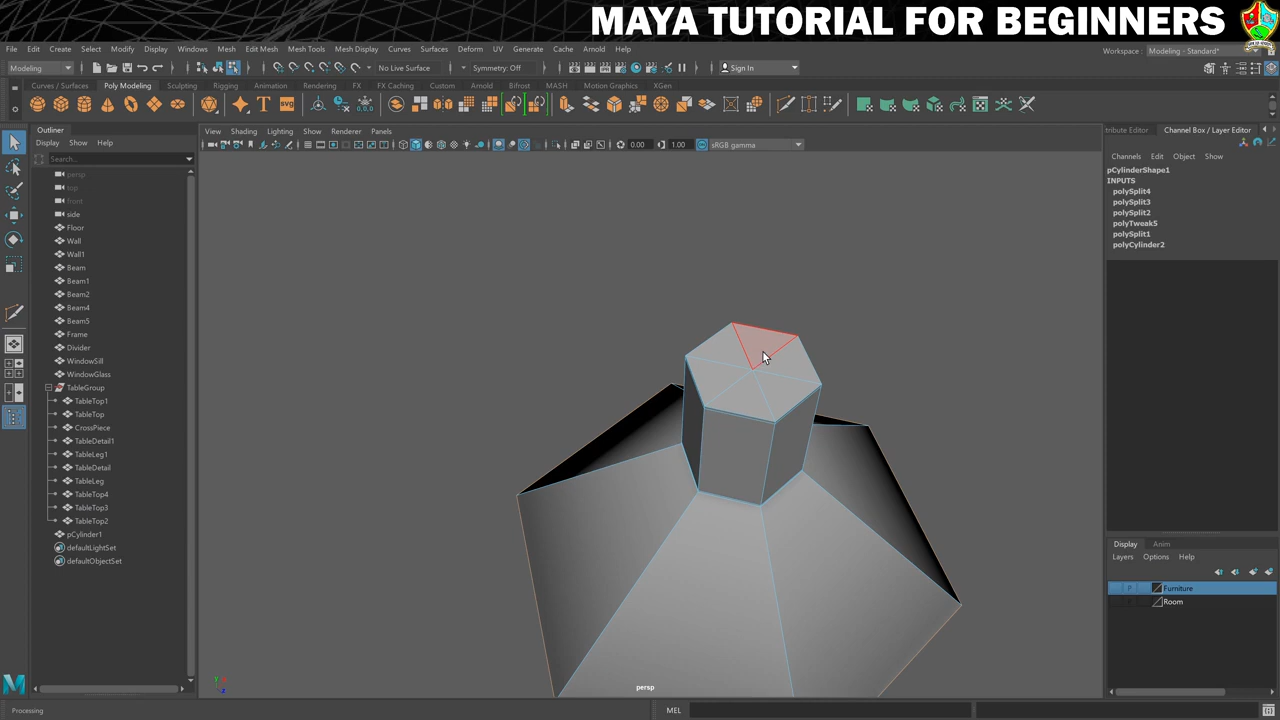 MAYA TUTORIAL FOR BEGINNERS
File Edit Create Select Modify Display Windows Mesh Edit Mesh Mesh Tools Mesh Display Curves Surfaces Deform UV Generate Cache Arnold Help
Workspace : Modeling - Standard*
Modeling No Live Surface Symmetry: Off Sign In
Curves / Surfaces Poly Modeling Sculpting Rigging Animation Rendering FX FX Caching Custom Arnold Bifrost MASH Motion Graphics XGen
Outliner
Display Show Help
Search...
persp
top
front
side
Floor
Wall
Wall1
Beam
Beam1
Beam2
Beam4
Beam5
Frame
Divider
WindowSill
WindowGlass
TableGroup
TableTop1
TableTop
CrossPiece
TableDetail1
TableLeg1
TableDetail
TableLeg
TableTop4
TableTop3
TableTop2
pCylinder1
defaultLightSet
defaultObjectSet
View Shading Lighting Show Renderer Panels
0.00 1.00 sRGB gamma
persp
tribute Editor Channel Box / Layer Editor
Channels Edit Object Show
pCylinderShape1
INPUTS
polySplit4
polySplit3
polySplit2
polyTweak5
polySplit1
polyCylinder2
Display Anim
Layers Options Help
P Furniture
Room
Processing
MEL